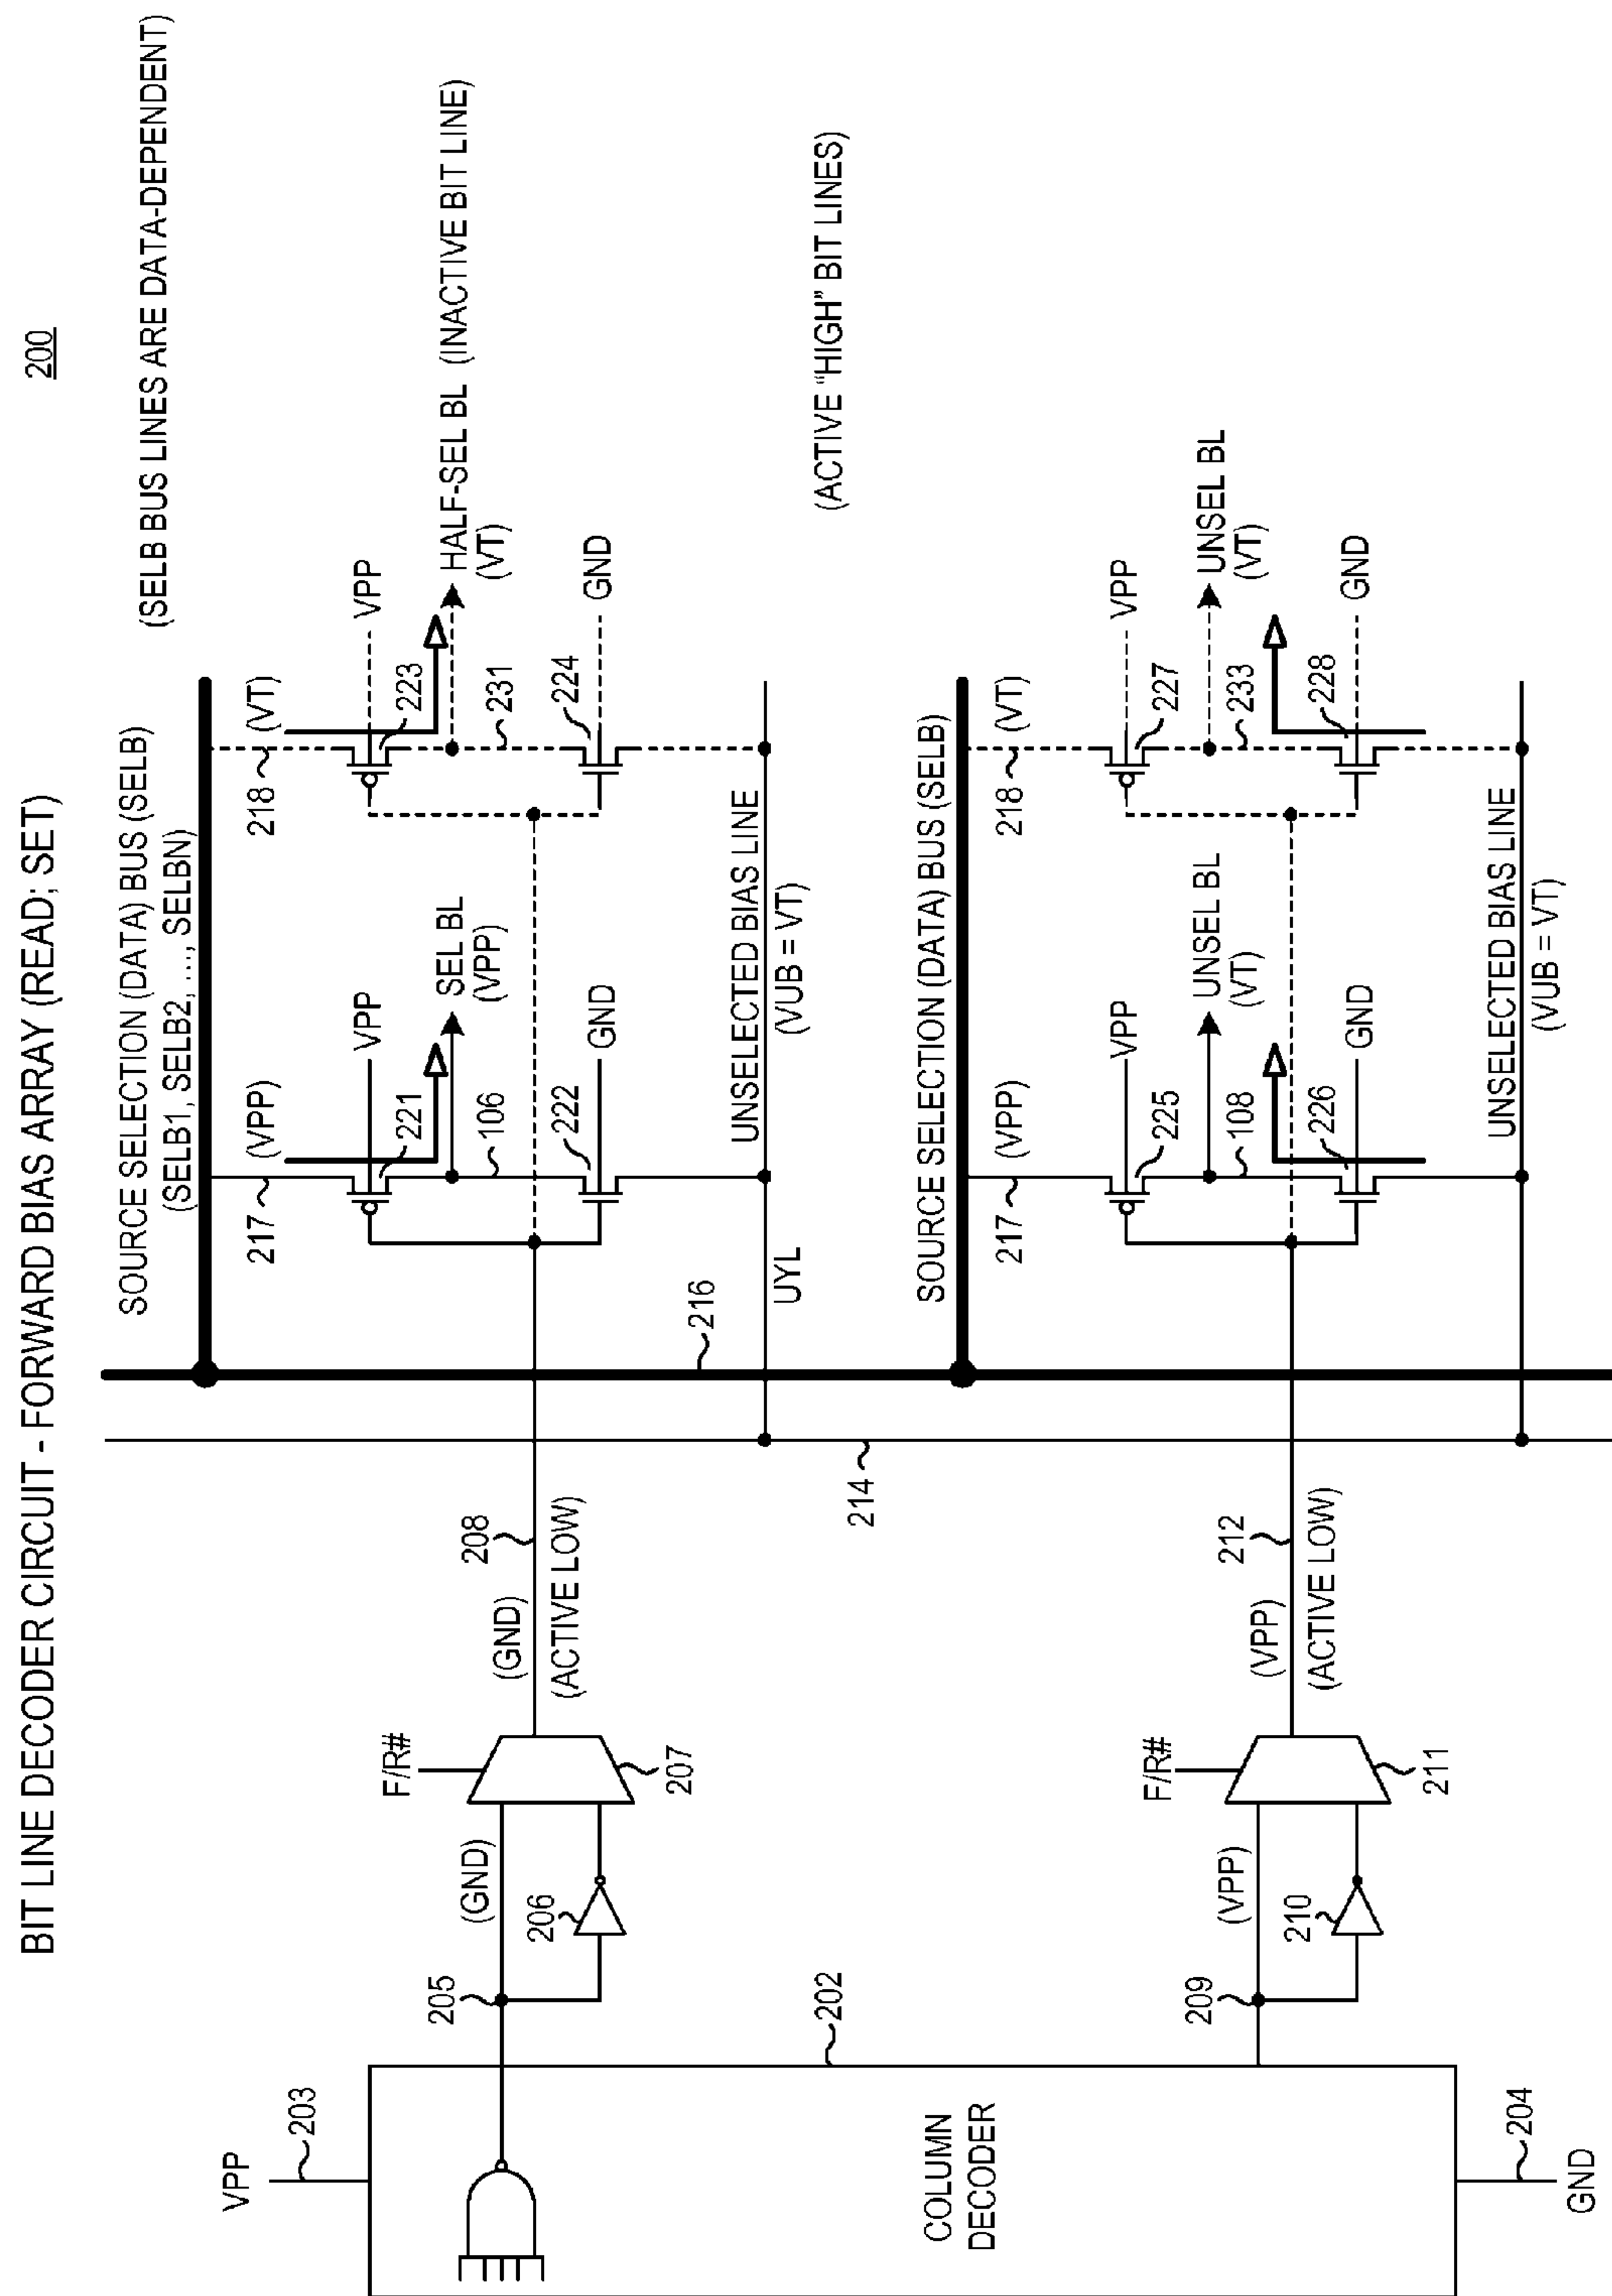 200
BIT LINE DECODER CIRCUIT - FORWARD BIAS ARRAY (READ; SET)
(SELB BUS LINES ARE DATA-DEPENDENT)
SOURCE SELECTION (DATA) BUS (SELB)
(SELB1, SELB2, ..., SELBN)
217
(VPP)
218
(VT)
VPP
221
SEL BL
(VPP)
106
222
GND
VPP
223
HALF-SEL BL (INACTIVE BIT LINE)
(VT)
231
224
GND
UYL
UNSELECTED BIAS LINE
(VUB = VT)
(ACTIVE "HIGH" BIT LINES)
216
214
SOURCE SELECTION (DATA) BUS (SELB)
217
(VPP)
218
(VT)
VPP
225
UNSEL BL
(VT)
108
226
GND
VPP
227
UNSEL BL
(VT)
233
228
GND
UNSELECTED BIAS LINE
(VUB = VT)
VPP
203
205
(GND)
206
F/R#
207
(GND)
208
(ACTIVE LOW)
COLUMN
DECODER
202
209
(VPP)
210
F/R#
211
(VPP)
212
(ACTIVE LOW)
204
GND